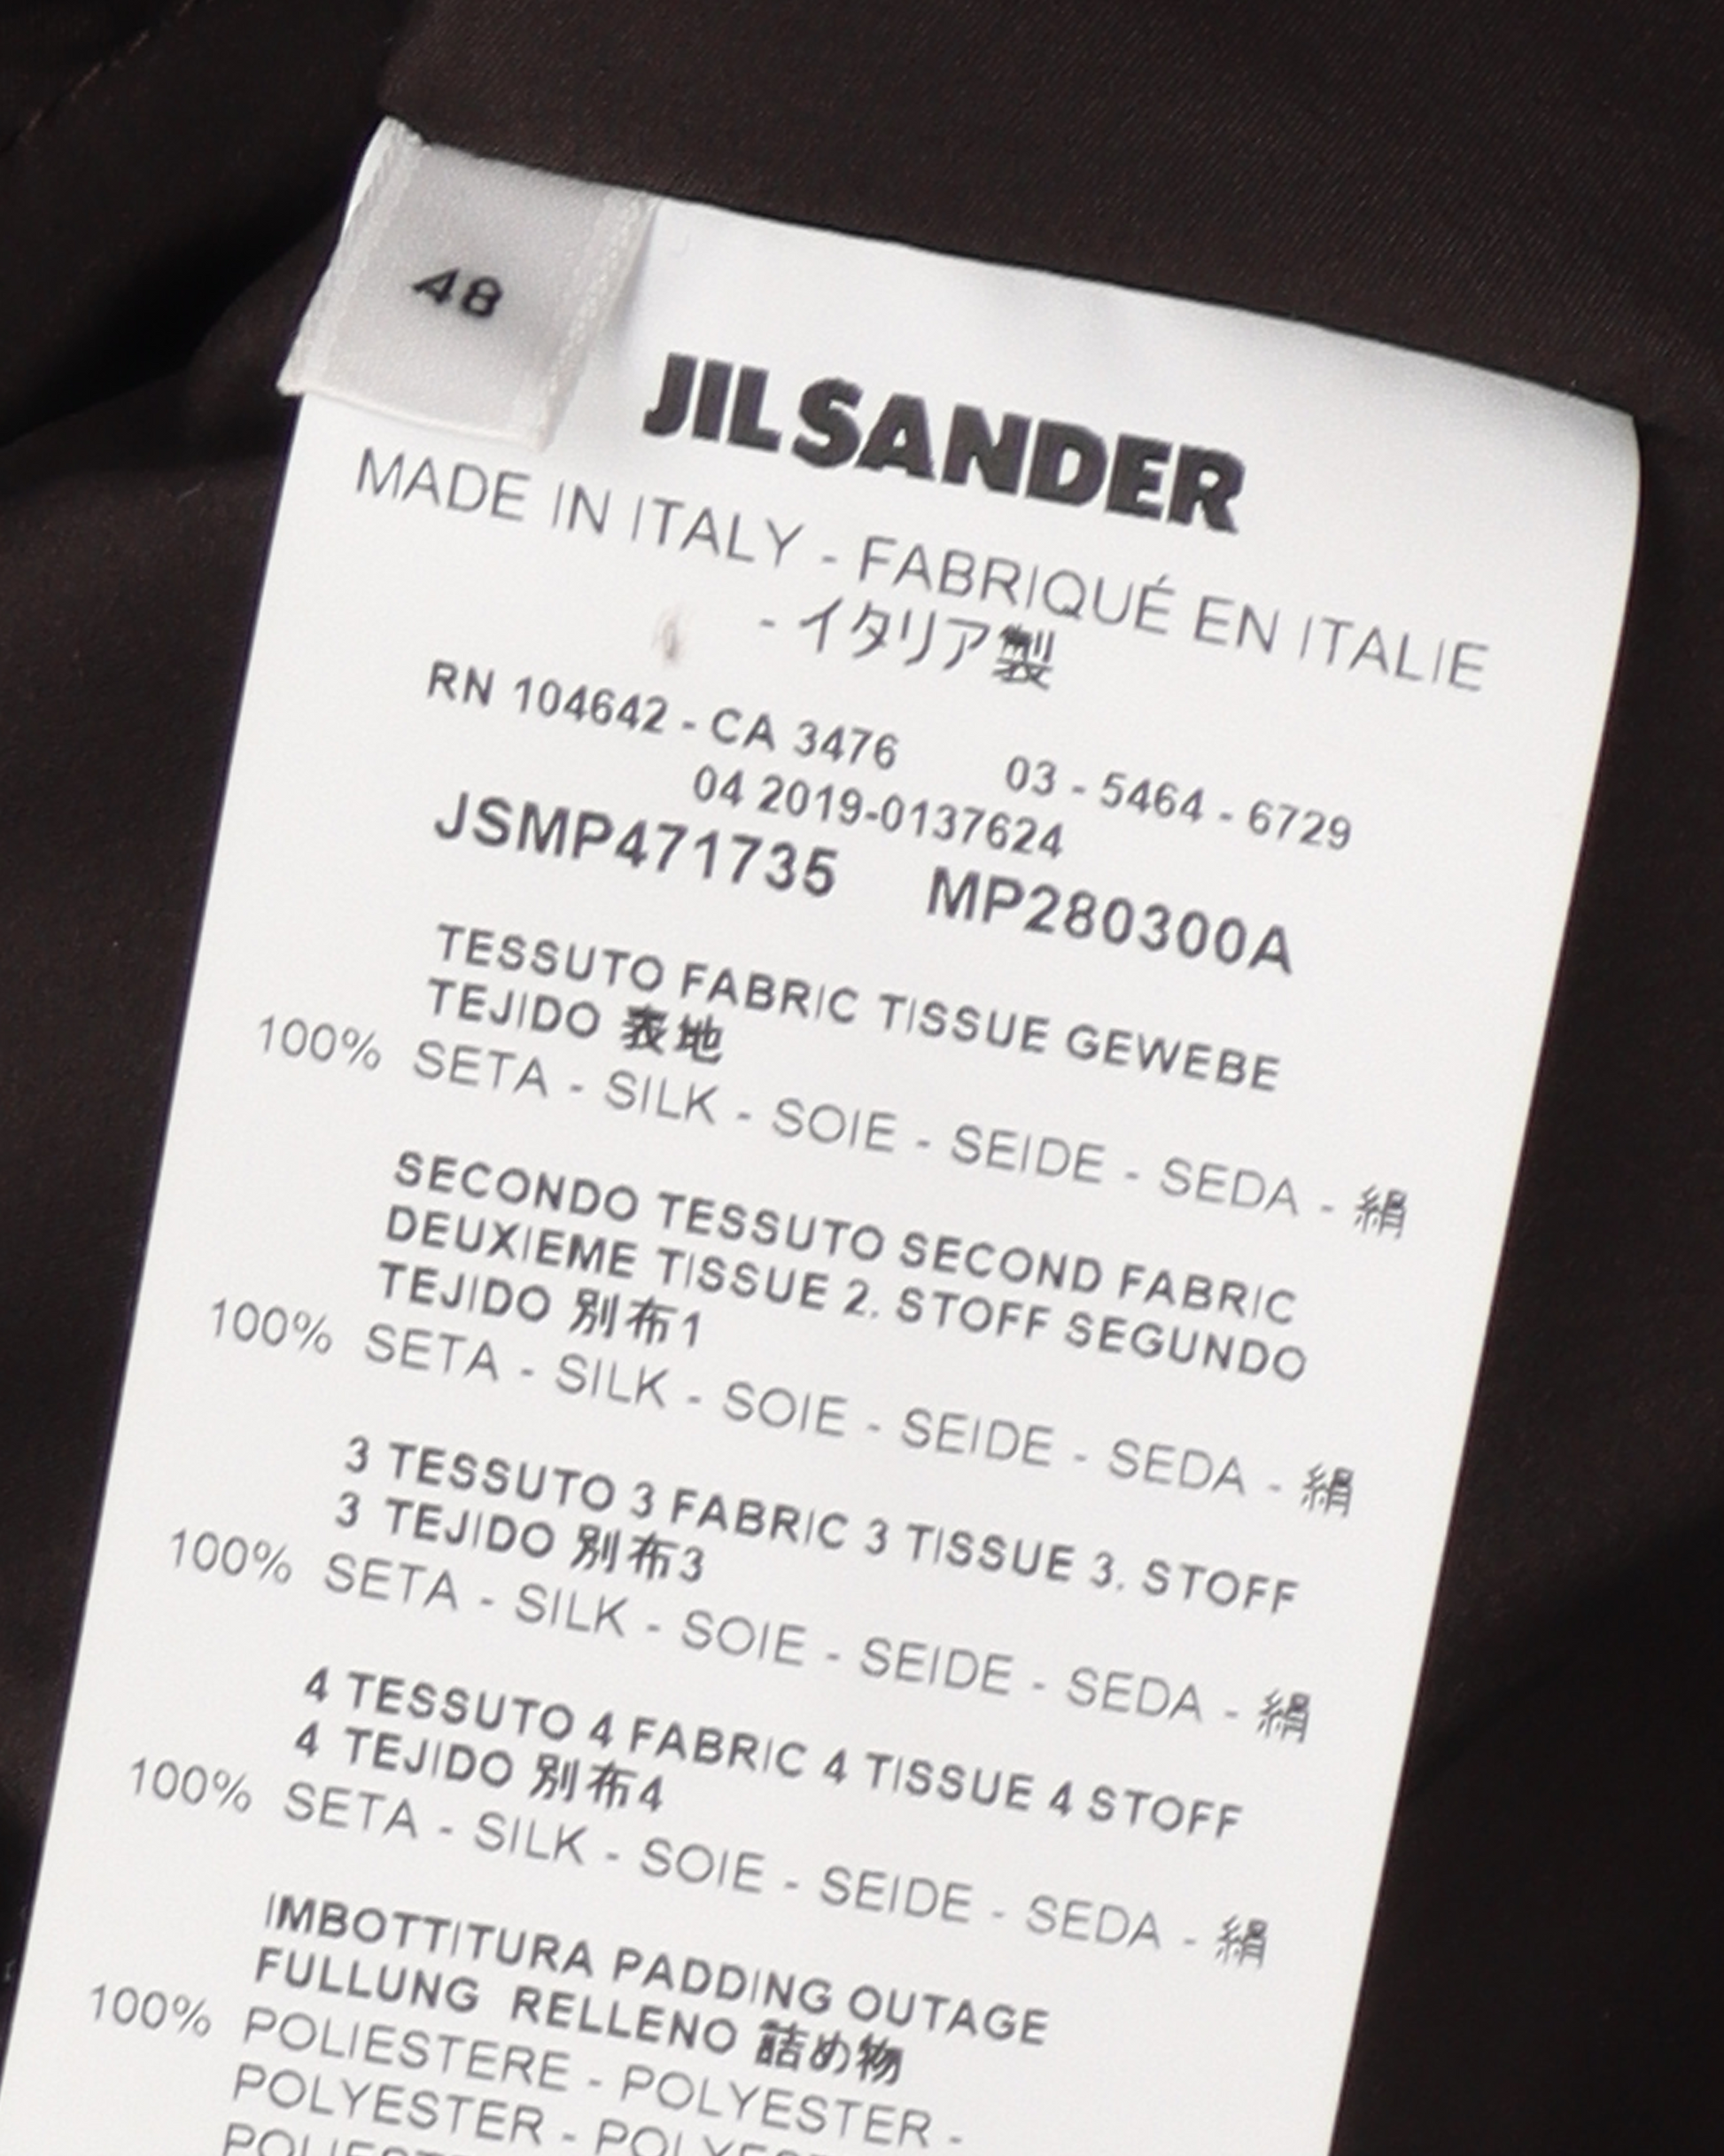 48
JIL SANDER
MADE IN ITALY - FABRIQUÉ EN ITALIE
- イタリア製
RN 104642 - CA 3476 03 - 5464 - 6729
04 2019-0137624
JSMP471735 MP280300A
TESSUTO FABRIC TISSUE GEWEBE
TEJIDO 表地
100% SETA - SILK - SOIE - SEIDE - SEDA - 絹
SECONDO TESSUTO SECOND FABRIC
DEUXIEME TISSUE 2. STOFF SEGUNDO
TEJIDO 別布1
100% SETA - SILK - SOIE - SEIDE - SEDA - 絹
3 TESSUTO 3 FABRIC 3 TISSUE 3. STOFF
3 TEJIDO 別布3
100% SETA - SILK - SOIE - SEIDE - SEDA - 絹
4 TESSUTO 4 FABRIC 4 TISSUE 4 STOFF
4 TEJIDO 別布4
100% SETA - SILK - SOIE - SEIDE - SEDA - 絹
IMBOTTITURA PADDING OUTAGE
FULLUNG RELLENO 詰め物
100% POLIESTERE - POLYESTER -
POLYESTER -